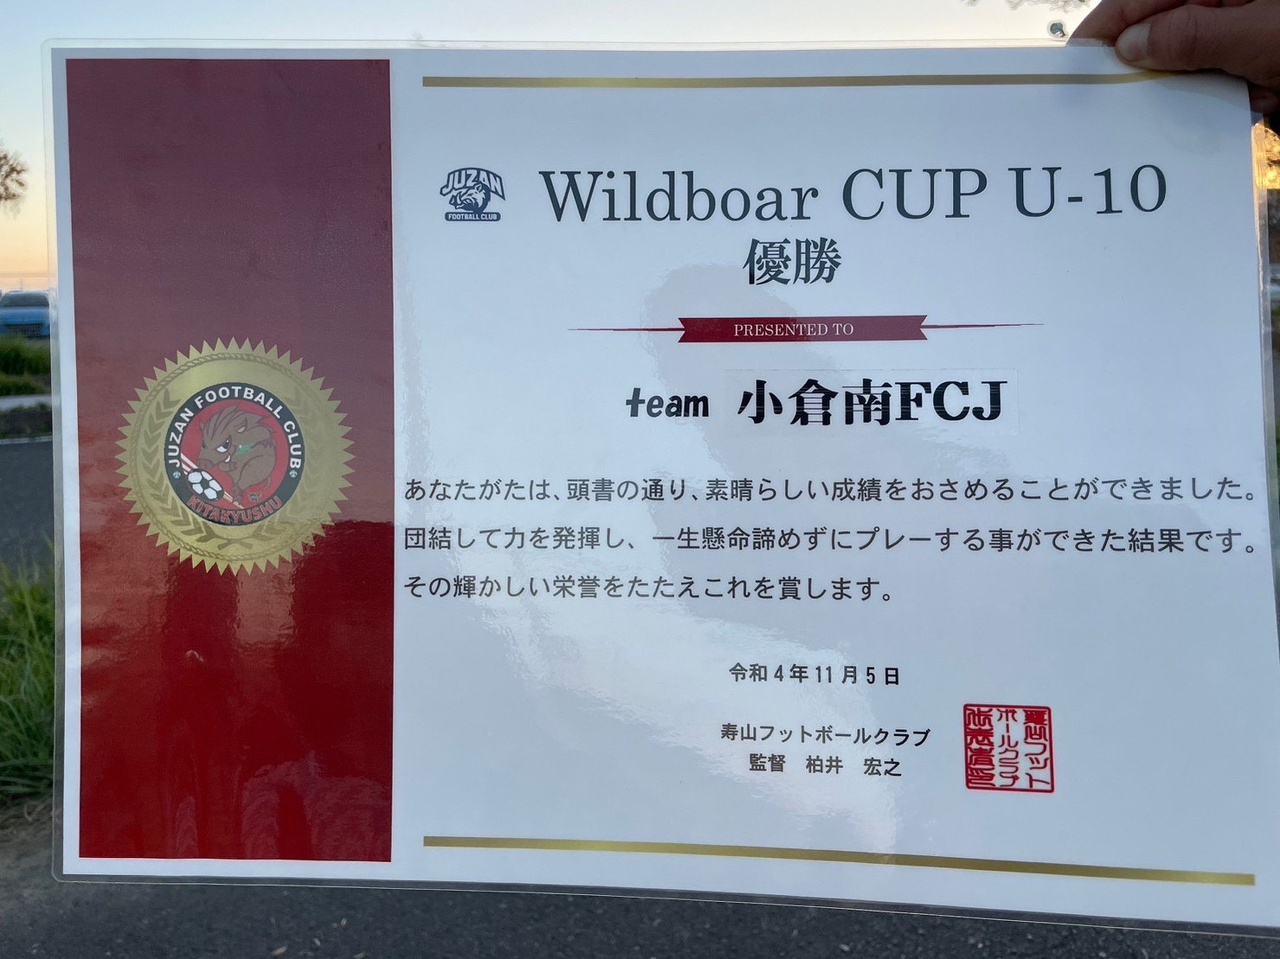 JUZAN
FOOTBALL CLUB
Wildboar CUP U-10
優勝
PRESENTED TO
team 小倉南FCJ
JUZAN FOOTBALL CLUB
KITAKYUSHU
あなたがたは、頭書の通り、素晴らしい成績をおさめることができました。
団結して力を発揮し、一生懸命諦めずにプレーする事ができた結果です。
その輝かしい栄誉をたたえこれを賞します。
令和4年11月5日
寿山フットボールクラブ
監督 柏井 宏之